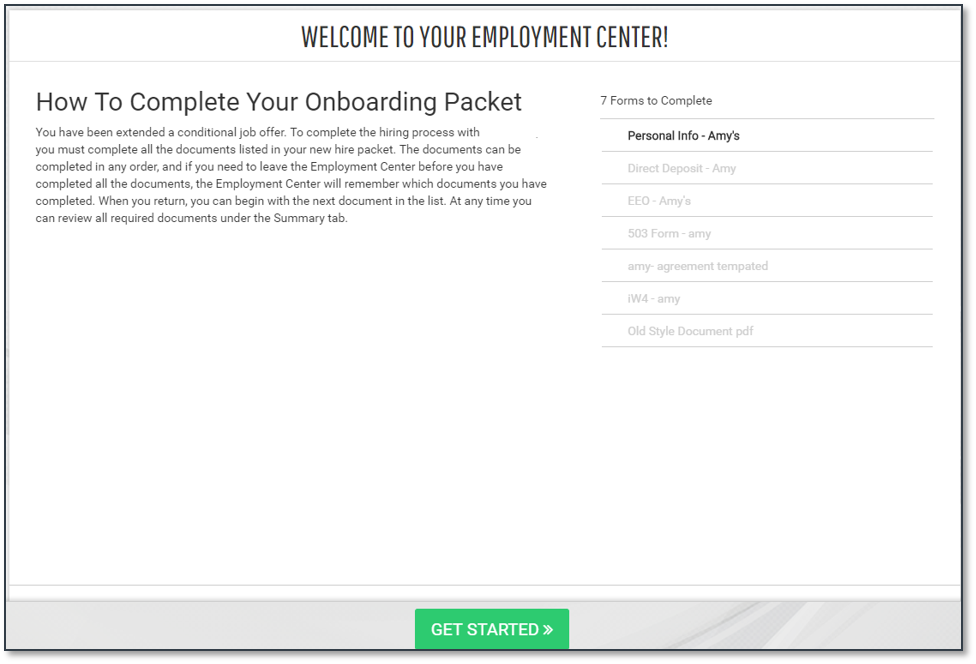 WELCOME TO YOUR EMPLOYMENT CENTER!
How To Complete Your Onboarding Packet
You have been extended a conditional job offer. To complete the hiring process with .
you must complete all the documents listed in your new hire packet. The documents can be
completed in any order, and if you need to leave the Employment Center before you have
completed all the documents, the Employment Center will remember which documents you have
completed. When you return, you can begin with the next document in the list. At any time you
can review all required documents under the Summary tab.
7 Forms to Complete
Personal Info - Amy's
Direct Deposit - Amy
EEO - Amy's
503 Form - amy
amy- agreement tempated
iW4 - amy
Old Style Document pdf
GET STARTED »